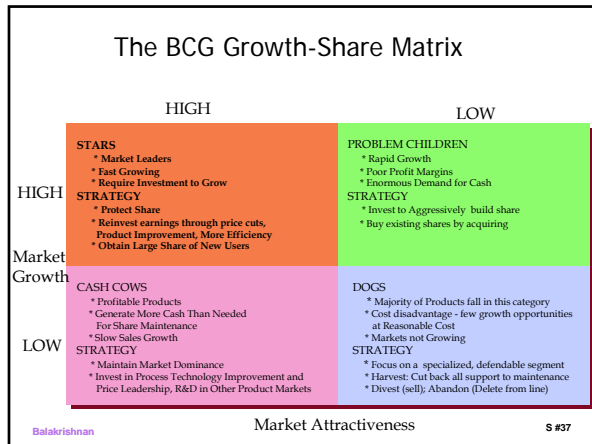 The BCG Growth-Share Matrix
HIGH
LOW
STARS
* Market Leaders
* Fast Growing
* Require Investment to Grow
STRATEGY
* Protect Share
* Reinvest earnings through price cuts,
Product Improvement, More Efficiency
* Obtain Large Share of New Users
PROBLEM CHILDREN
* Rapid Growth
* Poor Profit Margins
* Enormous Demand for Cash
STRATEGY
* Invest to Aggressively build share
* Buy existing shares by acquiring
HIGH
Market
Growth
LOW
CASH COWS
* Profitable Products
* Generate More Cash Than Needed
For Share Maintenance
* Slow Sales Growth
STRATEGY
* Maintain Market Dominance
* Invest in Process Technology Improvement and
Price Leadership, R&D in Other Product Markets
DOGS
* Majority of Products fall in this category
* Cost disadvantage - few growth opportunities
at Reasonable Cost
* Markets not Growing
STRATEGY
* Focus on a specialized, defendable segment
* Harvest: Cut back all support to maintenance
* Divest (sell); Abandon (Delete from line)
Balakrishnan
Market Attractiveness
S #37